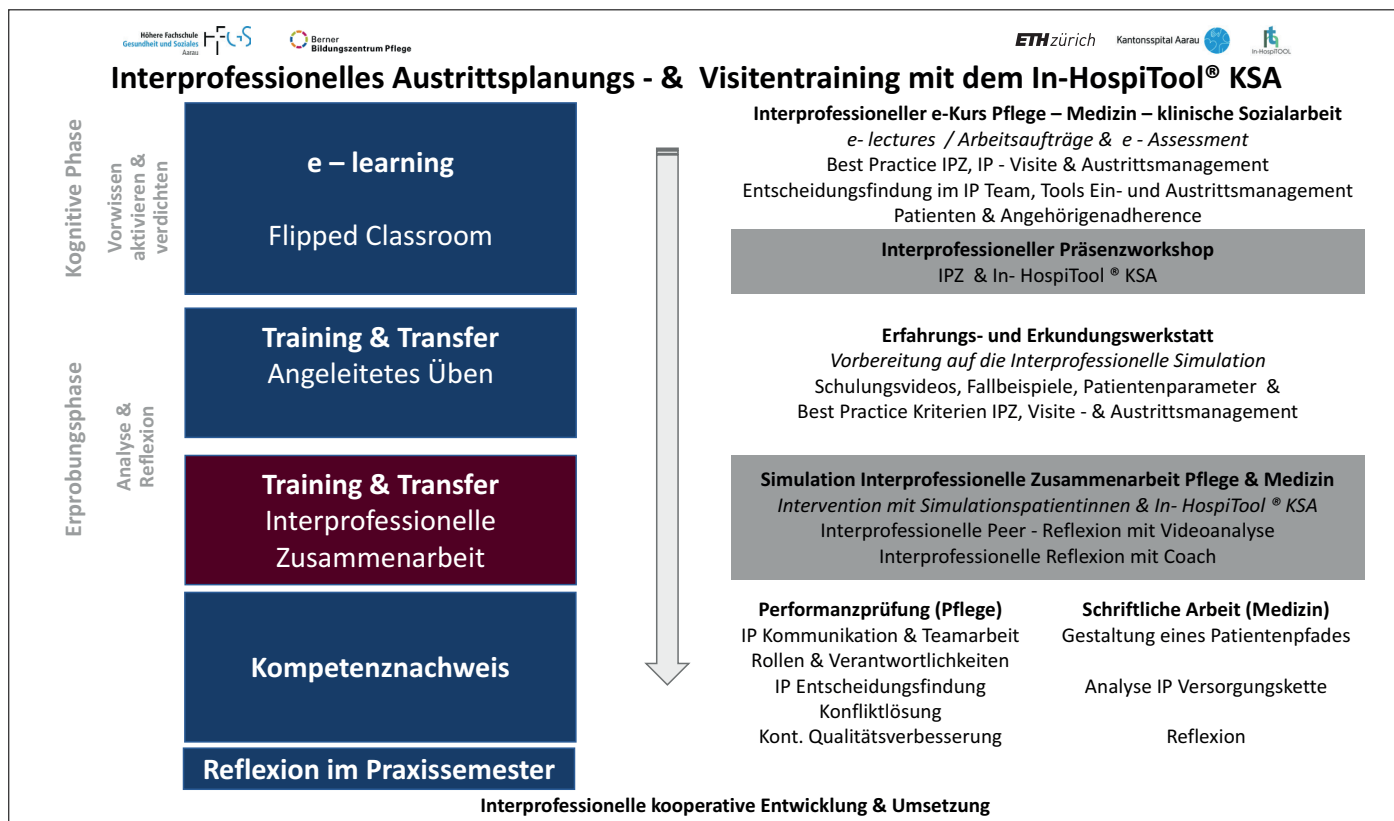 Höhere Fachschule
Gesundheit und Soziales
Aarau
HFGS
Berner
Bildungszentrum Pflege
ETH zürich
Kantonsspital Aarau
In-HospiTOOL
Interprofessionelles Austrittsplanungs - & Visitentraining mit dem In-HospiTool® KSA
Kognitive Phase
Vorwissen
aktivieren &
verdichten
e – learning
Flipped Classroom
Interprofessioneller e-Kurs Pflege – Medizin – klinische Sozialarbeit
e- lectures / Arbeitsaufträge & e - Assessment
Best Practice IPZ, IP - Visite & Austrittsmanagement
Entscheidungsfindung im IP Team, Tools Ein- und Austrittsmanagement
Patienten & Angehörigenadherence
Interprofessioneller Präsenzworkshop
IPZ & In- HospiTool ® KSA
Erprobungsphase
Analyse &
Reflexion
Training & Transfer
Angeleitetes Üben
Erfahrungs- und Erkundungswerkstatt
Vorbereitung auf die Interprofessionelle Simulation
Schulungsvideos, Fallbeispiele, Patientenparameter &
Best Practice Kriterien IPZ, Visite - & Austrittsmanagement
Training & Transfer
Interprofessionelle
Zusammenarbeit
Simulation Interprofessionelle Zusammenarbeit Pflege & Medizin
Intervention mit Simulationspatientinnen & In- HospiTool ® KSA
Interprofessionelle Peer - Reflexion mit Videoanalyse
Interprofessionelle Reflexion mit Coach
Kompetenznachweis
Performanzprüfung (Pflege)
IP Kommunikation & Teamarbeit
Rollen & Verantwortlichkeiten
IP Entscheidungsfindung
Konfliktlösung
Kont. Qualitätsverbesserung
Schriftliche Arbeit (Medizin)
Gestaltung eines Patientenpfades
Analyse IP Versorgungskette
Reflexion
Reflexion im Praxissemester
Interprofessionelle kooperative Entwicklung & Umsetzung